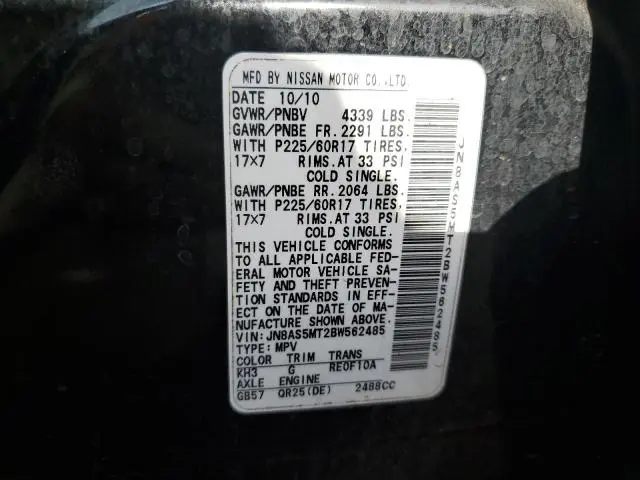 MFD BY NISSAN MOTOR CO.,LTD.
DATE 10/10
GVWR/PNBV 4339 LBS.
GAWR/PNBE FR. 2291 LBS.
WITH P225/60R17 TIRES,
17×7 RIMS. AT 33 PSI
COLD SINGLE.
GAWR/PNBE RR. 2064 LBS.
WITH P225/60R17 TIRES,
17×7 RIMS. AT 33 PSI
COLD SINGLE.
THIS VEHICLE CONFORMS
TO ALL APPLICABLE FED-
ERAL MOTOR VEHICLE SA-
FETY AND THEFT PREVEN-
TION STANDARDS IN EFF-
ECT ON THE DATE OF MA-
NUFACTURE SHOWN ABOVE.
VIN: JN8AS5MT2BW562485
TYPE: MPV
COLOR TRIM TRANS
KH3 G RE0F10A
AXLE ENGINE
GB57 QR25(DE) 2488CC
JN8AS5MT2BW562485